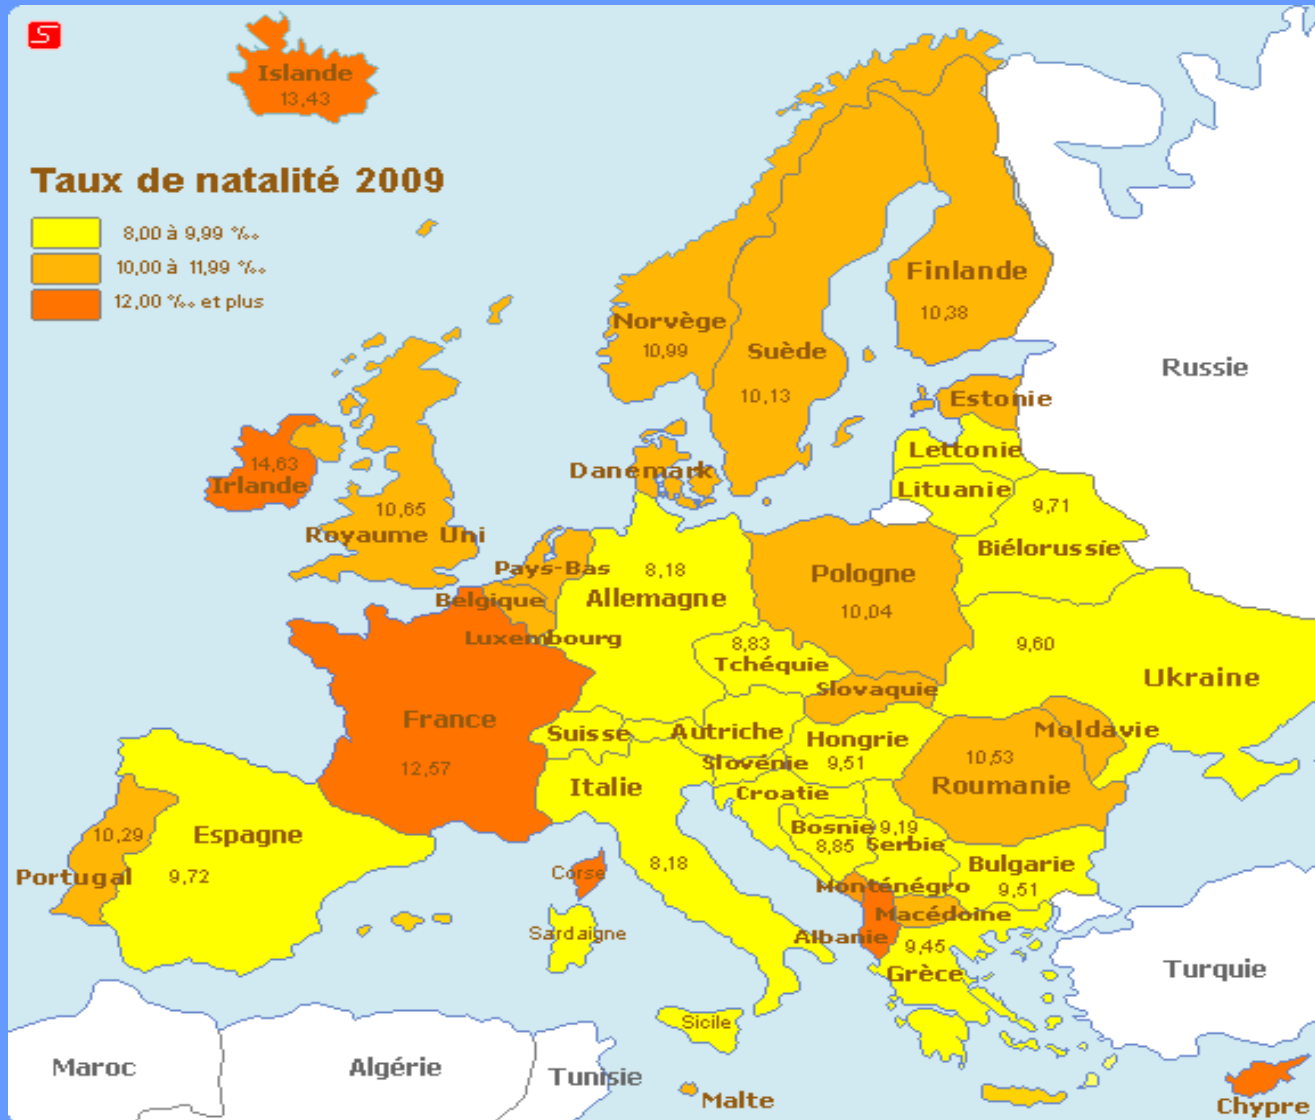 S
Islande
13,43
Taux de natalité 2009
8,00 à 9,99 ‰
10,00 à 11,99 ‰
12,00 ‰ et plus
Finlande
10,38
Norvège
10,99
Suède
10,13
Russie
Estonie
Lettonie
Lituanie
9,71
Biélorussie
14,63
Irlande
10,65
Royaume Uni
Danemark
Pays-Bas
Belgique
Luxembourg
8,18
Allemagne
Pologne
10,04
8,83
Tchéquie
Slovaquie
9,60
Ukraine
France
12,57
Suisse
Autriche
Hongrie
9,51
Slovénie
Moldavie
10,53
Roumanie
Italie
8,18
Croatie
Bosnie
8,85
9,19
Serbie
Bulgarie
9,51
Monténégro
Macédoine
Albanie
9,45
Grèce
10,29
Portugal
Espagne
9,72
Corse
Sardaigne
Sicile
Turquie
Maroc
Algérie
Tunisie
Malte
Chypre